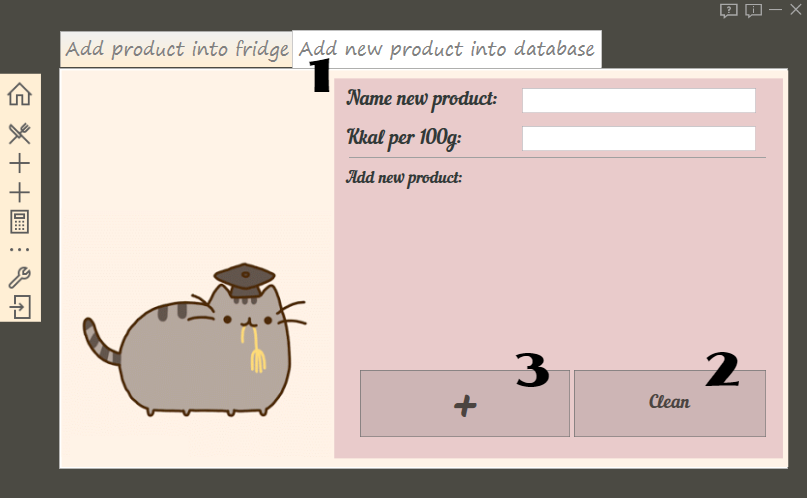 Add product into fridge
Add new product into database
1
Name new product:
Kkal per 100g:
Add new product:
3
2
+
Clean